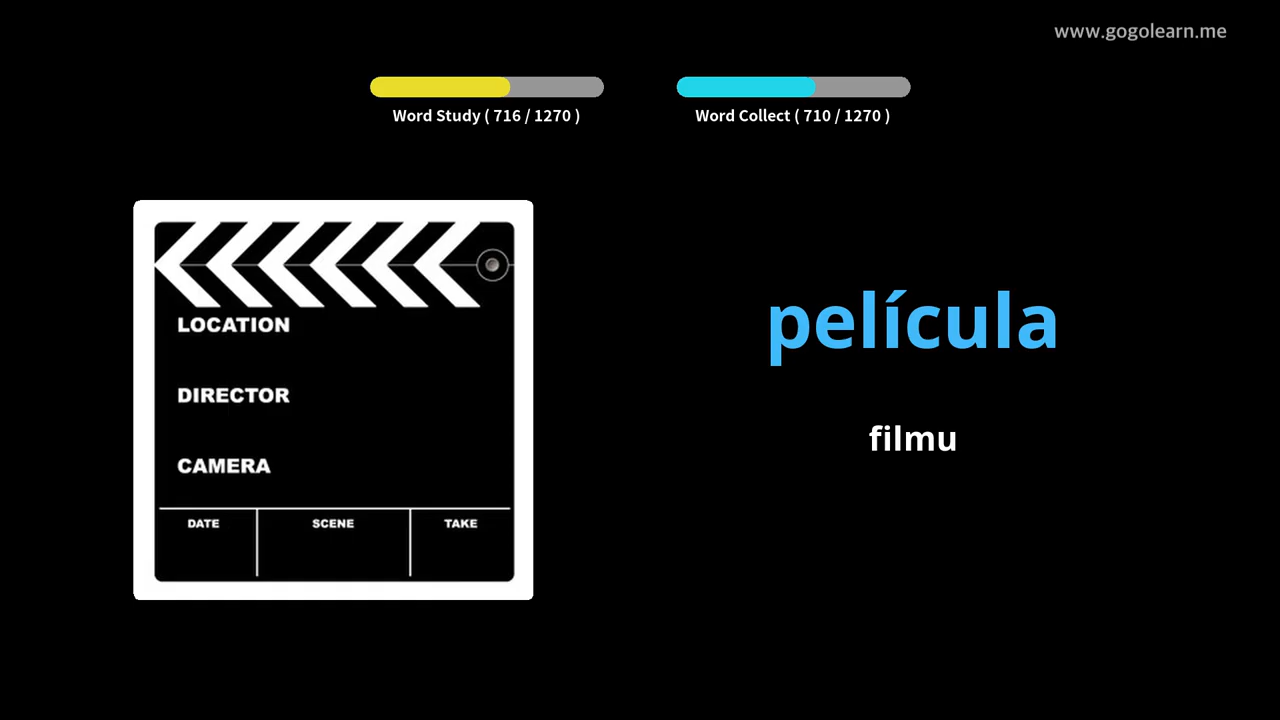 www.gogolearn.me
Word Study ( 716 / 1270 )
Word Collect ( 710 / 1270 )
LOCATION
DIRECTOR
CAMERA
DATE
SCENE
TAKE
película
filmu